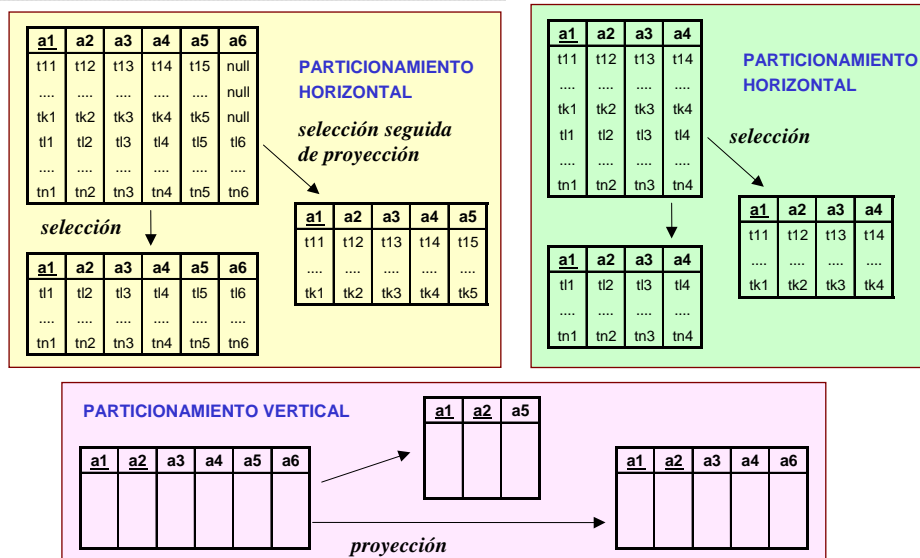 a1 a2 a3 a4 a5 a6
t11 t12 t13 t14 t15 null
.... .... .... .... .... null
tk1 tk2 tk3 tk4 tk5 null
tl1 tl2 tl3 tl4 tl5 tl6
.... .... .... .... .... ....
tn1 tn2 tn3 tn4 tn5 tn6
PARTICIONAMIENTO
HORIZONTAL
selección seguida
de proyección
selección
a1 a2 a3 a4 a5
t11 t12 t13 t14 t15
.... .... .... .... ....
tk1 tk2 tk3 tk4 tk5
a1 a2 a3 a4 a5 a6
tl1 tl2 tl3 tl4 tl5 tl6
.... .... .... .... .... ....
tn1 tn2 tn3 tn4 tn5 tn6
a1 a2 a3 a4
t11 t12 t13 t14
.... .... .... ....
tk1 tk2 tk3 tk4
tl1 tl2 tl3 tl4
.... .... .... ....
tn1 tn2 tn3 tn4
PARTICIONAMIENTO
HORIZONTAL
selección
a1 a2 a3 a4
t11 t12 t13 t14
.... .... .... ....
tk1 tk2 tk3 tk4
a1 a2 a3 a4
tl1 tl2 tl3 tl4
.... .... .... ....
tn1 tn2 tn3 tn4
PARTICIONAMIENTO VERTICAL
a1 a2 a3 a4 a5 a6
a1 a2 a5
a1 a2 a3 a4 a6
proyección